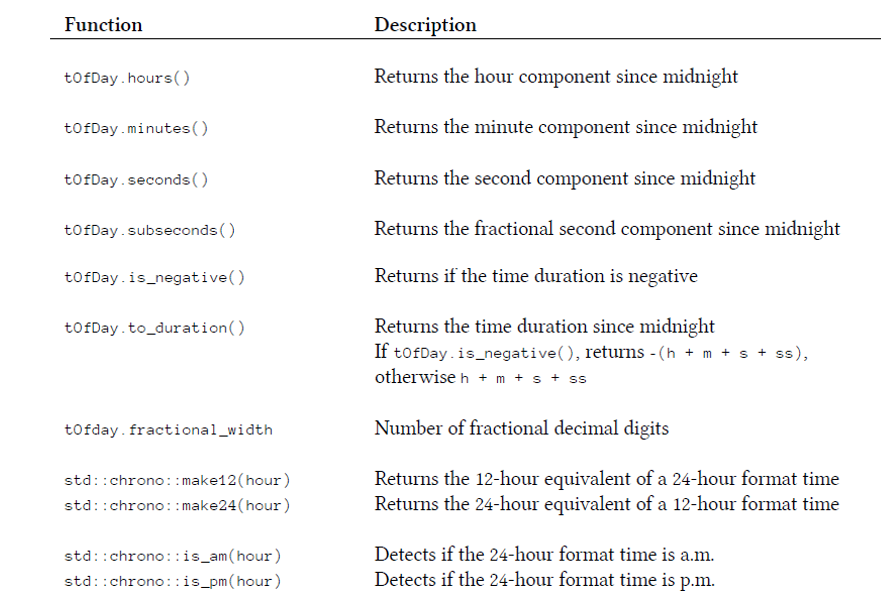 Function Description
tOfDay.hours() Returns the hour component since midnight
tOfDay.minutes() Returns the minute component since midnight
tOfDay.seconds() Returns the second component since midnight
tOfDay.subseconds() Returns the fractional second component since midnight
tOfDay.is_negative() Returns if the time duration is negative
tOfDay.to_duration() Returns the time duration since midnight
If tOfDay.is_negative(), returns -(h + m + s + ss),
otherwise h + m + s + ss
tOfday.fractional_width Number of fractional decimal digits
std::chrono::make12(hour) Returns the 12-hour equivalent of a 24-hour format time
std::chrono::make24(hour) Returns the 24-hour equivalent of a 12-hour format time
std::chrono::is_am(hour) Detects if the 24-hour format time is a.m.
std::chrono::is_pm(hour) Detects if the 24-hour format time is p.m.